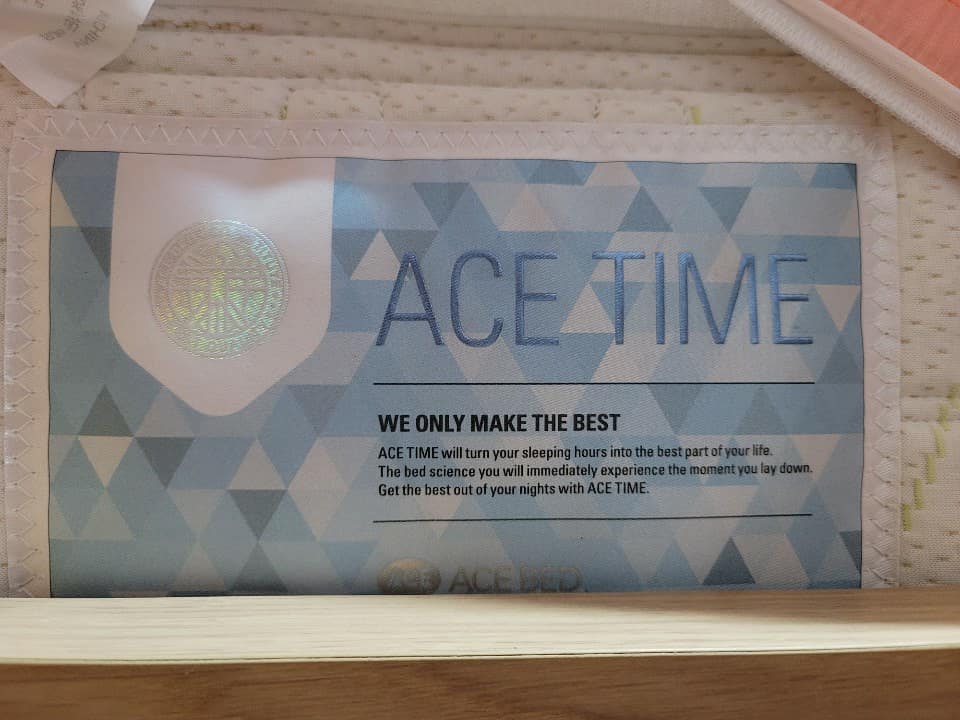 ACE TIME
WE ONLY MAKE THE BEST
ACE TIME will turn your sleeping hours into the best part of your life.
The bed science you will immediately experience the moment you lay down.
Get the best out of your nights with ACE TIME.
ACE ACE BED